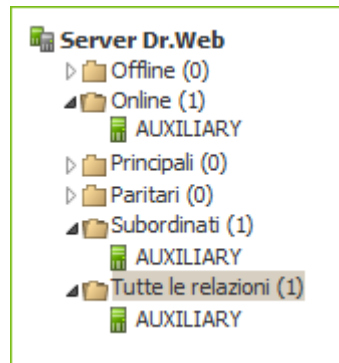 Server Dr.Web
Offline (0)
Online (1)
AUXILIARY
Principali (0)
Paritari (0)
Subordinati (1)
AUXILIARY
Tutte le relazioni (1)
AUXILIARY